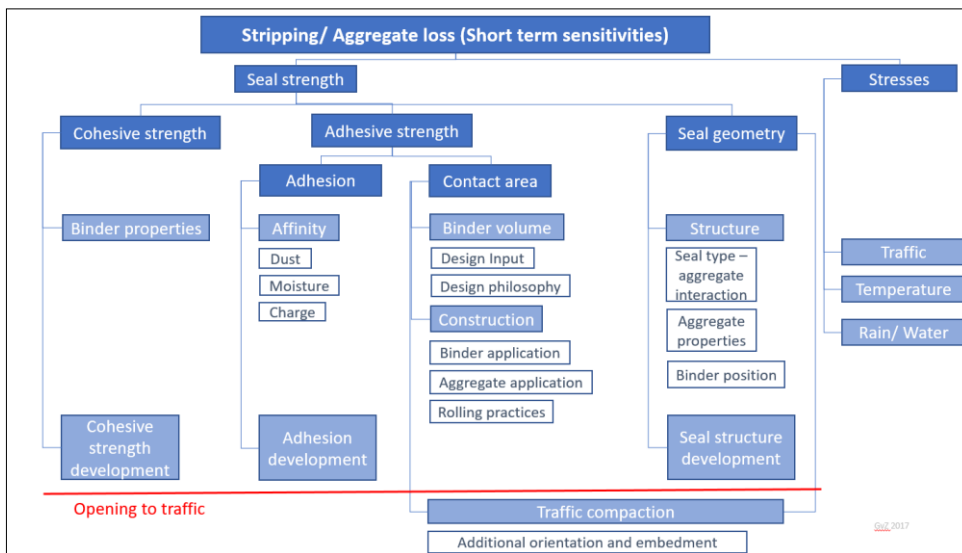 Stripping/ Aggregate loss (Short term sensitivities)
Seal strength
Stresses
Cohesive strength
Adhesive strength
Seal geometry
Adhesion
Contact area
Binder properties
Affinity
Binder volume
Structure
Dust
Design Input
Seal type –
aggregate
interaction
Traffic
Moisture
Design philosophy
Temperature
Charge
Construction
Aggregate
properties
Rain/ Water
Binder application
Binder position
Aggregate application
Rolling practices
Cohesive
strength
development
Adhesion
development
Seal structure
development
Opening to traffic
Traffic compaction
Additional orientation and embedment
GvZ 2017